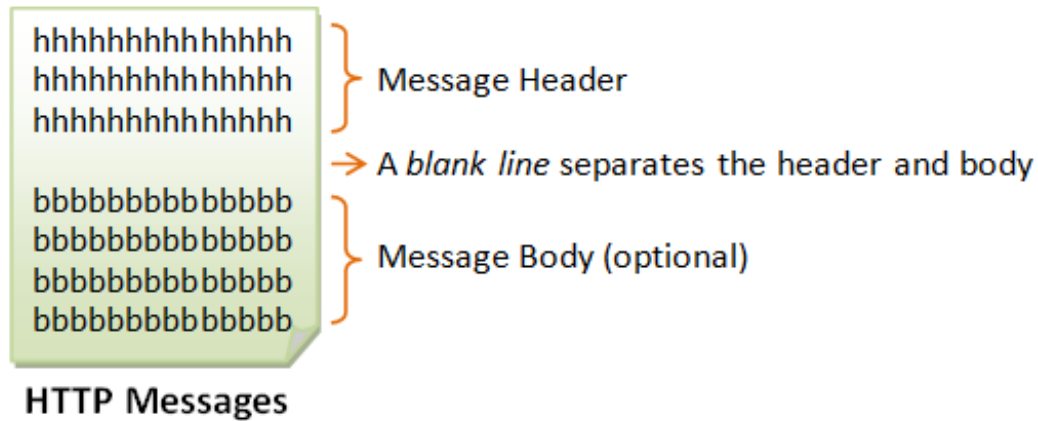 hhhhhhhhhhhhhh
hhhhhhhhhhhhhh
hhhhhhhhhhhhhh
Message Header
A blank line separates the header and body
bbbbbbbbbbbbbb
bbbbbbbbbbbbbb
bbbbbbbbbbbbbb
bbbbbbbbbbbbbb
Message Body (optional)
HTTP Messages